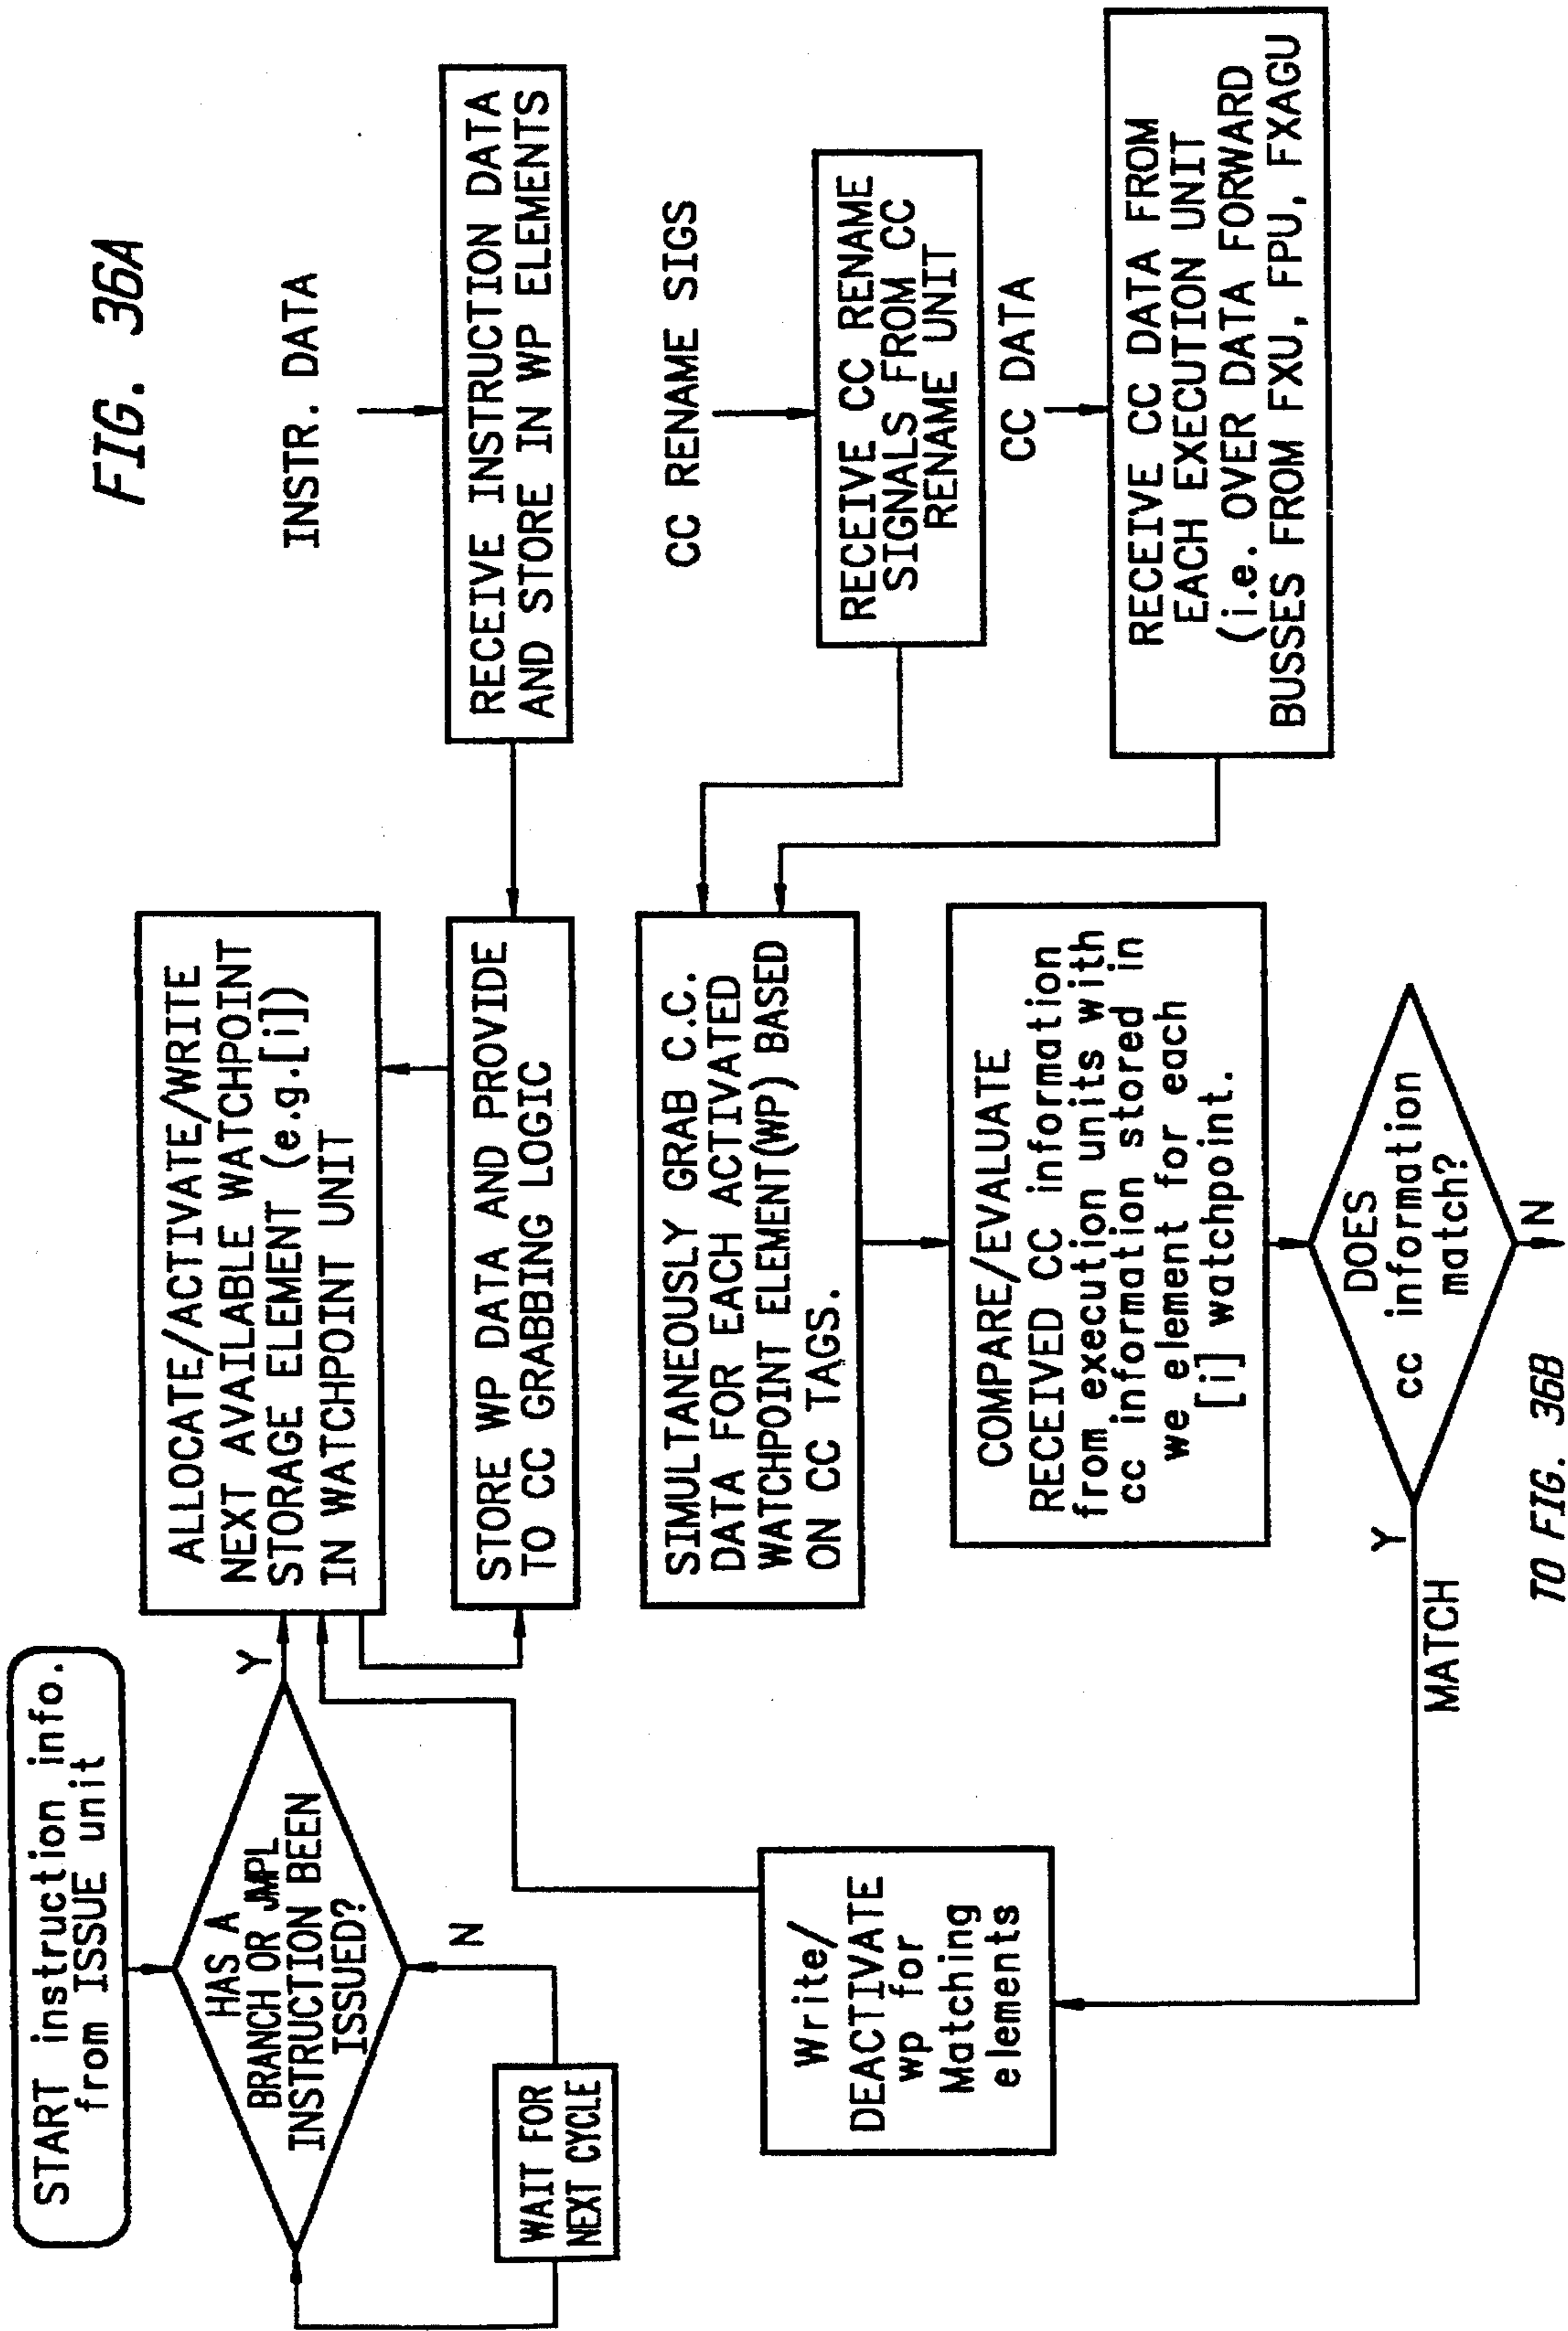 FIG. 36A
START instruction info.
from ISSUE unit
HAS A
BRANCH OR JMPL
INSTRUCTION BEEN
ISSUED?
Y
N
WAIT FOR
NEXT CYCLE
ALLOCATE/ACTIVATE/WRITE
NEXT AVAILABLE WATCHPOINT
STORAGE ELEMENT (e.g.[i])
IN WATCHPOINT UNIT
INSTR. DATA
RECEIVE INSTRUCTION DATA
AND STORE IN WP ELEMENTS
STORE WP DATA AND PROVIDE
TO CC GRABBING LOGIC
CC RENAME SIGS
RECEIVE CC RENAME
SIGNALS FROM CC
RENAME UNIT
SIMULTANEOUSLY GRAB C.C.
DATA FOR EACH ACTIVATED
WATCHPOINT ELEMENT(WP) BASED
ON CC TAGS.
CC DATA
RECEIVE CC DATA FROM
EACH EXECUTION UNIT
(i.e. OVER DATA FORWARD
BUSSES FROM FXU, FPU, FXAGU
COMPARE/EVALUATE
RECEIVED CC information
from execution units with
cc information stored in
we element for each
[i] watchpoint.
Write/
DEACTIVATE
wp for
Matching
elements
DOES
cc information
match?
Y
MATCH
N
TO FIG. 36B